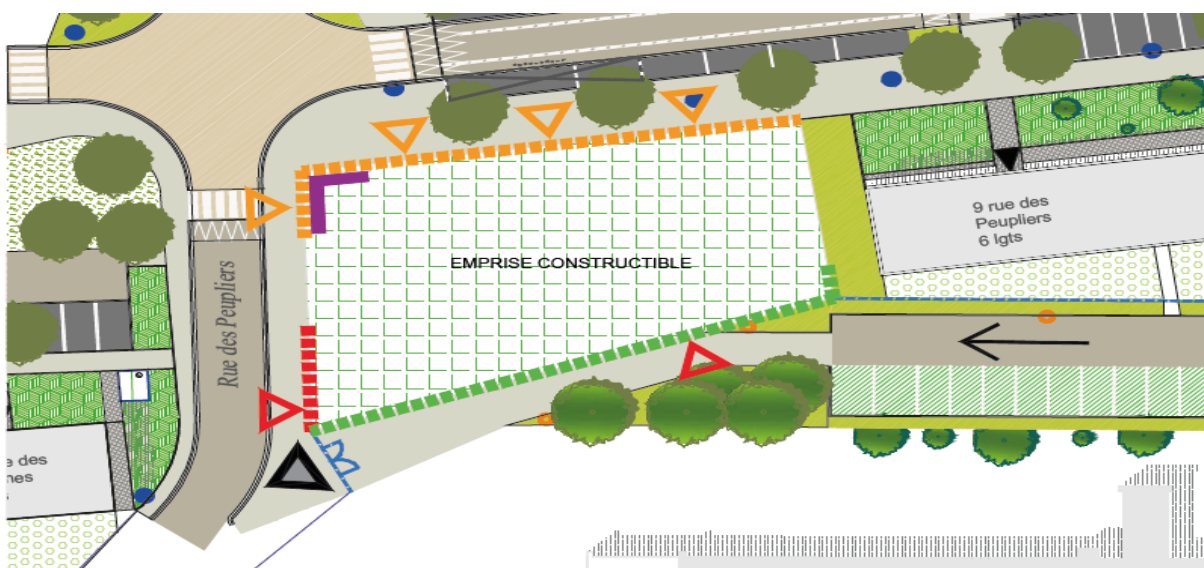 EMPRISE CONSTRUCTIBLE
9 rue des
Peupliers
6 lgts
Rue des Peupliers
e des
nes